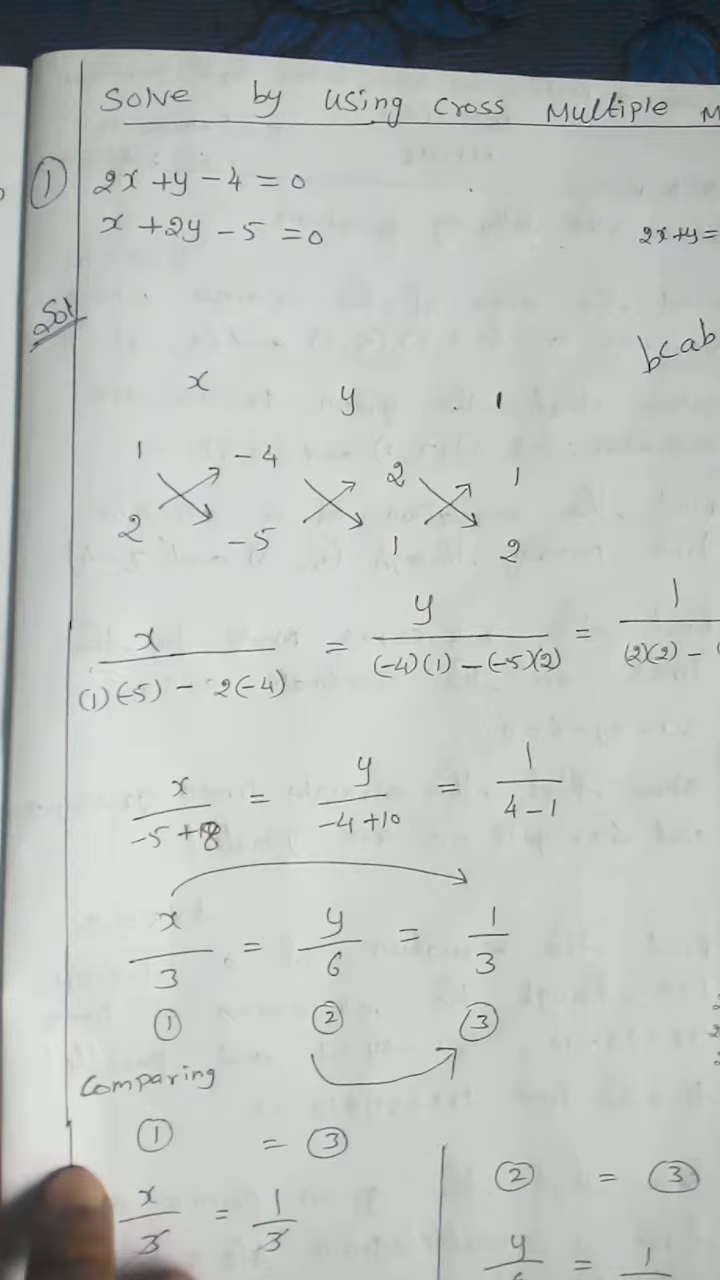 Solve by using Cross Multiple M
① 2x + y - 4 = 0
x + 2y - 5 = 0
2x+y=
Sol
bcab
x y 1
1 -4 2 1
2 -5 1 2
x/((1)(-5) - 2(-4)) = y/((-4)(1) - (-5)(2)) = 1/((2)(2) - (
x/(-5+8) = y/(-4+10) = 1/(4-1)
x/3 = y/6 = 1/3
① ② ③
Comparing
① = ③
② = ③
x/3 = 1/3
y/6 = 1